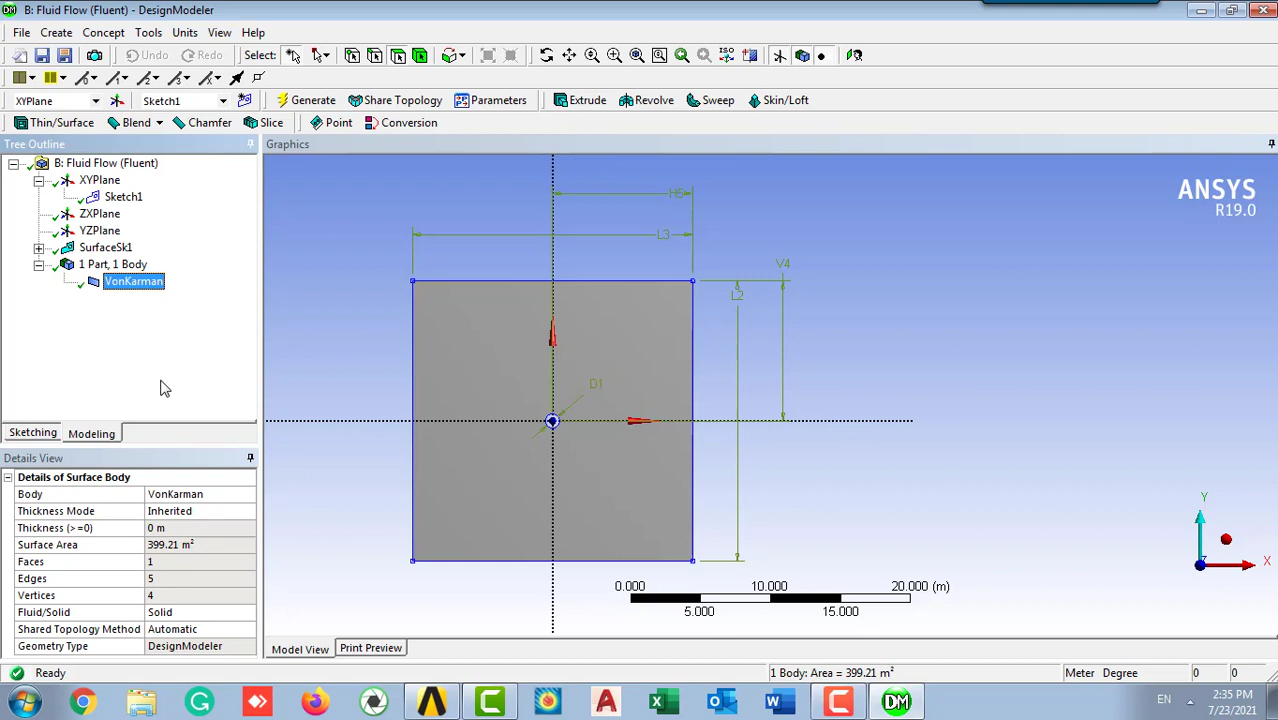 B: Fluid Flow (Fluent) - DesignModeler
File Create Concept Tools Units View Help
Undo Redo Select:
XYPlane Sketch1 Generate Share Topology Parameters Extrude Revolve Sweep Skin/Loft
Thin/Surface Blend Chamfer Slice Point Conversion
Tree Outline
B: Fluid Flow (Fluent)
XYPlane
Sketch1
ZXPlane
YZPlane
SurfaceSk1
1 Part, 1 Body
VonKarman
Sketching Modeling
Details View
Details of Surface Body
Body VonKarman
Thickness Mode Inherited
Thickness (>=0) 0 m
Surface Area 399.21 m²
Faces 1
Edges 5
Vertices 4
Fluid/Solid Solid
Shared Topology Method Automatic
Geometry Type DesignModeler
Graphics
ANSYS
R19.0
H5
L3
V4
L2
D1
0.000 10.000 20.000 (m)
5.000 15.000
Y
X
Z
Model View Print Preview
Ready 1 Body: Area = 399.21 m² Meter Degree 0 0
EN 2:35 PM
7/23/2021